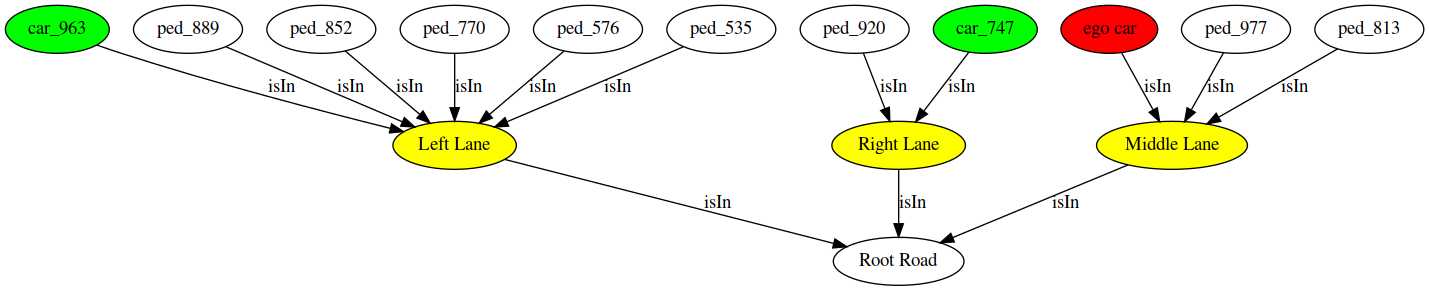 car_963 ped_889 ped_852 ped_770 ped_576 ped_535 ped_920 car_747 ego car ped_977 ped_813
isIn isIn isIn isIn isIn isIn isIn isIn isIn isIn isIn
Left Lane Right Lane Middle Lane
isIn isIn isIn
Root Road